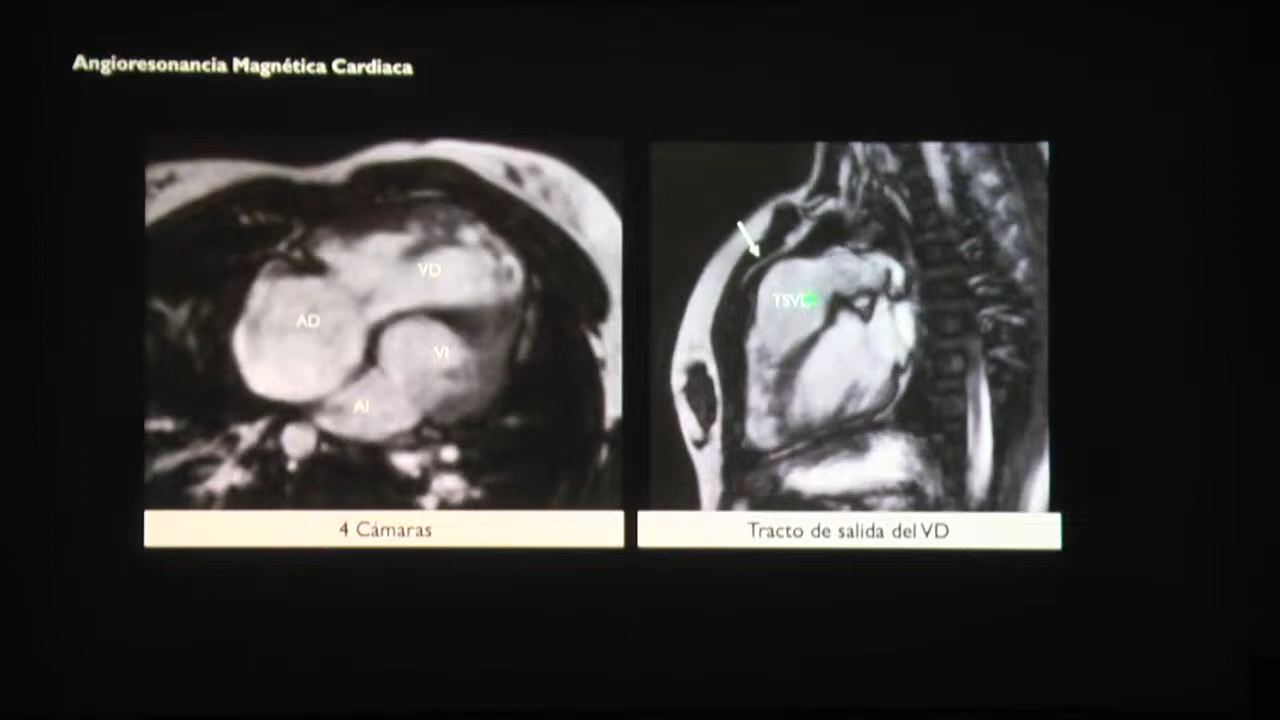 Angioresonancia Magnética Cardiaca
VD
AD
VI
AI
TSVD
4 Cámaras
Tracto de salida del VD